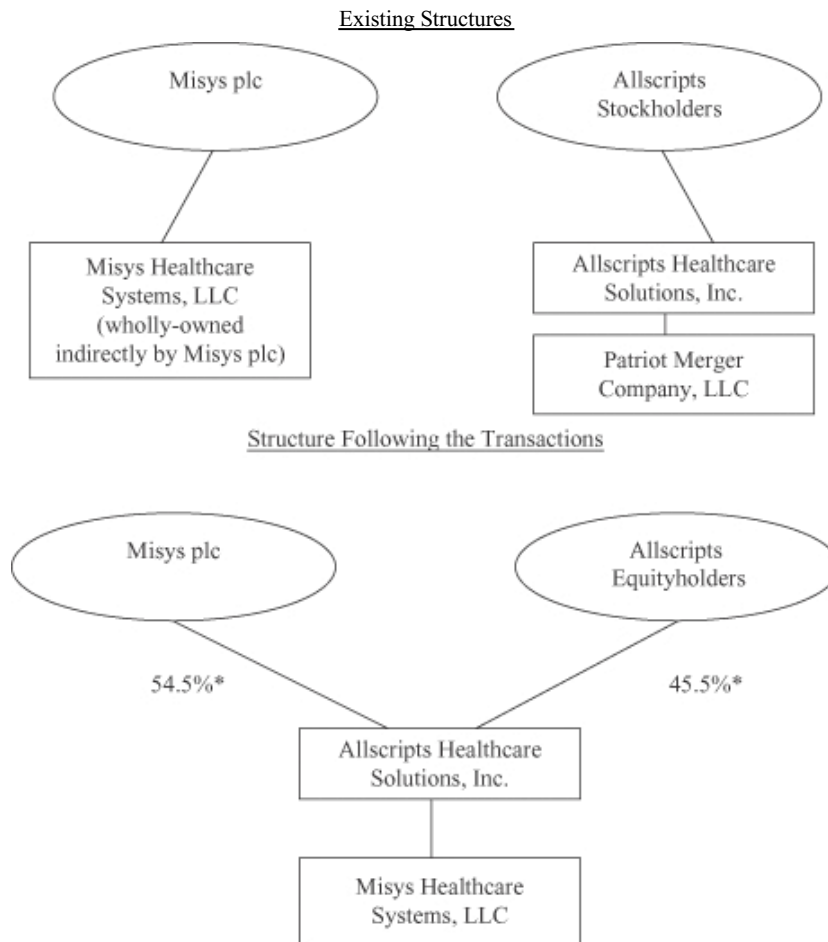 Existing Structures
Misys plc
Allscripts
Stockholders
Misys Healthcare
Systems, LLC
(wholly-owned
indirectly by Misys plc)
Allscripts Healthcare
Solutions, Inc.
Patriot Merger
Company, LLC
Structure Following the Transactions
Misys plc
Allscripts
Equityholders
54.5%*
45.5%*
Allscripts Healthcare
Solutions, Inc.
Misys Healthcare
Systems, LLC